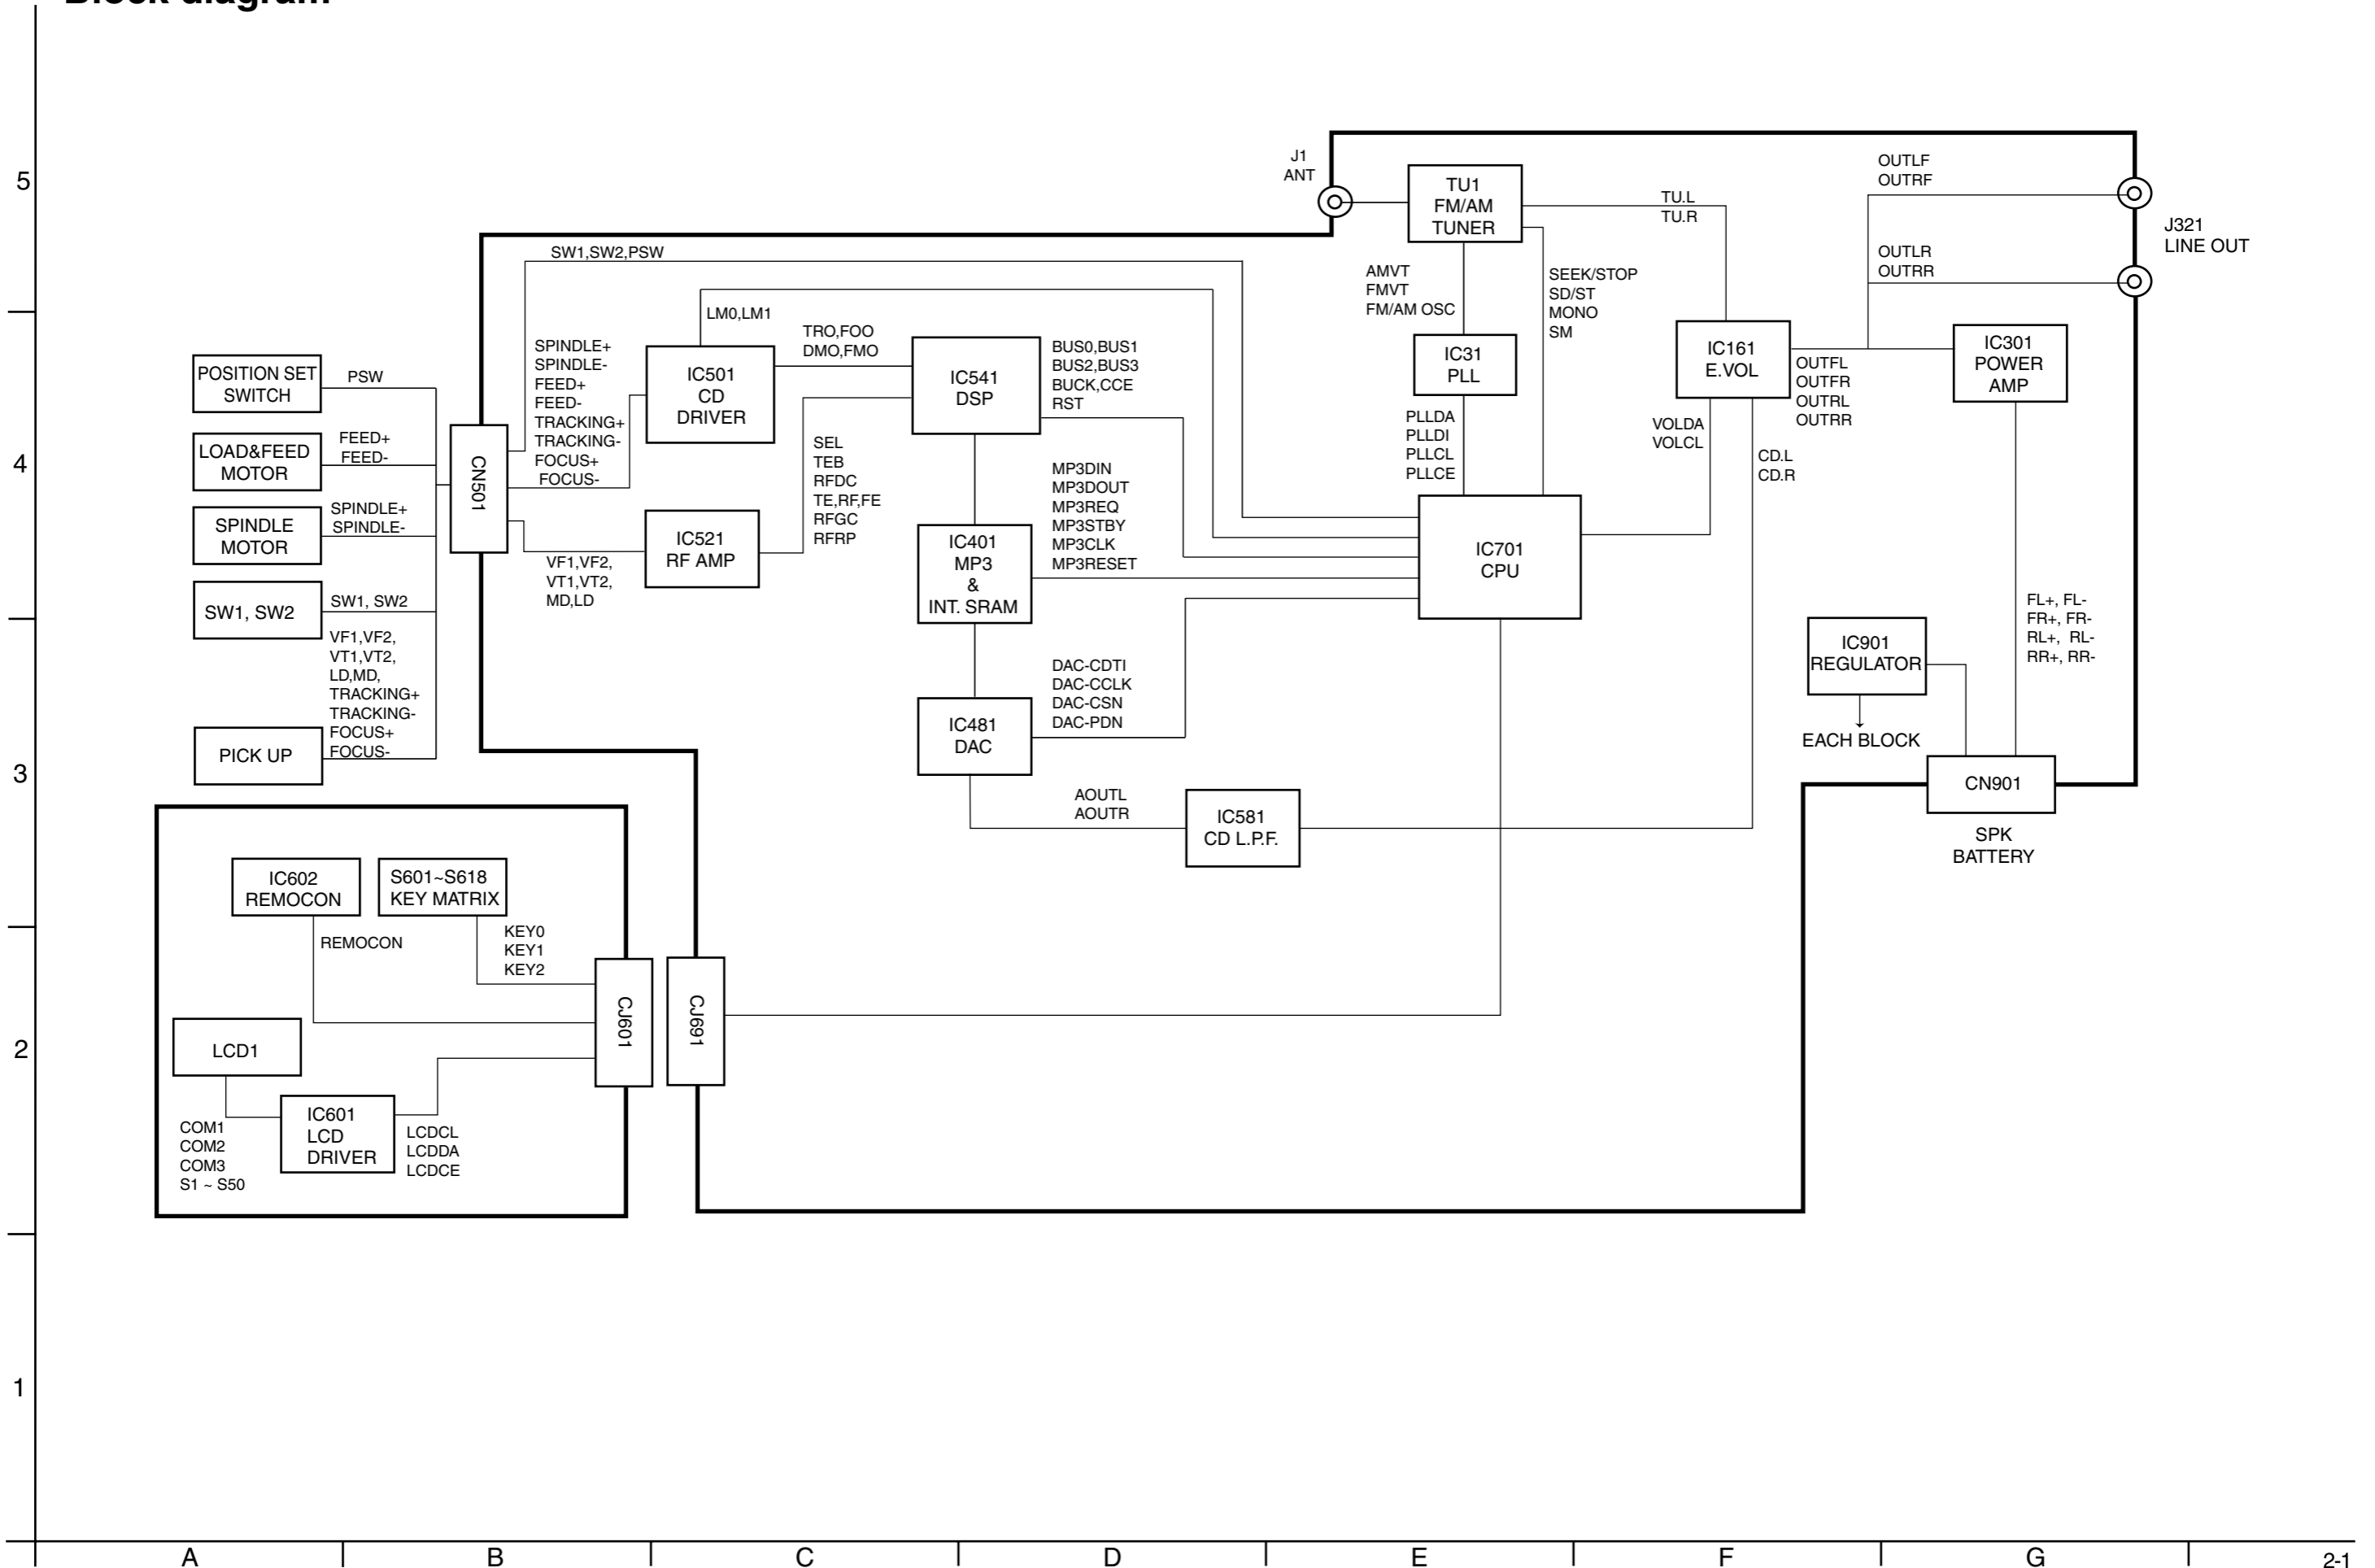 Block diagram
5
4
3
2
1
J1
ANT
TU1
FM/AM
TUNER
TU.L
TU.R
OUTLF
OUTRF
OUTLR
OUTRR
J321
LINE OUT
SW1,SW2,PSW
LM0,LM1
AMVT
FMVT
FM/AM OSC
SEEK/STOP
SD/ST
MONO
SM
POSITION SET
SWITCH
PSW
LOAD&FEED
MOTOR
FEED+
FEED-
SPINDLE
MOTOR
SPINDLE+
SPINDLE-
SW1, SW2
SW1, SW2
VF1,VF2,
VT1,VT2,
LD,MD,
TRACKING+
TRACKING-
FOCUS+
FOCUS-
PICK UP
CN501
SPINDLE+
SPINDLE-
FEED+
FEED-
TRACKING+
TRACKING-
FOCUS+
FOCUS-
IC501
CD
DRIVER
TRO,FOO
DMO,FMO
VF1,VF2,
VT1,VT2,
MD,LD
IC521
RF AMP
SEL
TEB
RFDC
TE,RF,FE
RFGC
RFRP
IC541
DSP
BUS0,BUS1
BUS2,BUS3
BUCK,CCE
RST
MP3DIN
MP3DOUT
MP3REQ
MP3STBY
MP3CLK
MP3RESET
IC401
MP3
&
INT. SRAM
IC31
PLL
PLLDA
PLLDI
PLLCL
PLLCE
IC701
CPU
IC161
E.VOL
VOLDA
VOLCL
CD.L
CD.R
OUTFL
OUTFR
OUTRL
OUTRR
IC301
POWER
AMP
FL+, FL-
FR+, FR-
RL+, RL-
RR+, RR-
IC901
REGULATOR
EACH BLOCK
CN901
SPK
BATTERY
IC481
DAC
DAC-CDTI
DAC-CCLK
DAC-CSN
DAC-PDN
AOUTL
AOUTR
IC581
CD L.P.F.
IC602
REMOCON
S601~S618
KEY MATRIX
REMOCON
KEY0
KEY1
KEY2
CJ601
CJ691
LCD1
IC601
LCD
DRIVER
COM1
COM2
COM3
S1 ~ S50
LCDCL
LCDDA
LCDCE
A
B
C
D
E
F
G
2-1